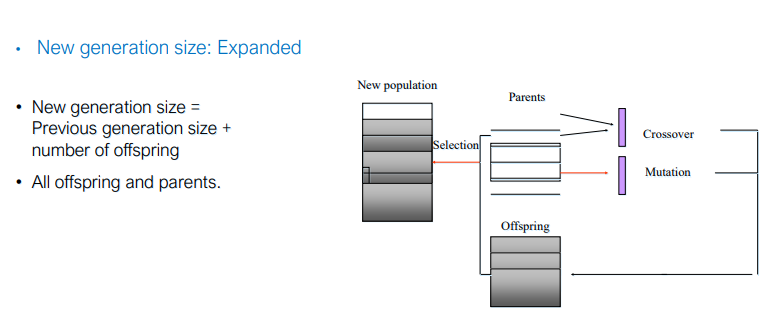 • New generation size: Expanded
• New generation size =
Previous generation size +
number of offspring
• All offspring and parents.
New population
Parents
Selection
Crossover
Mutation
Offspring